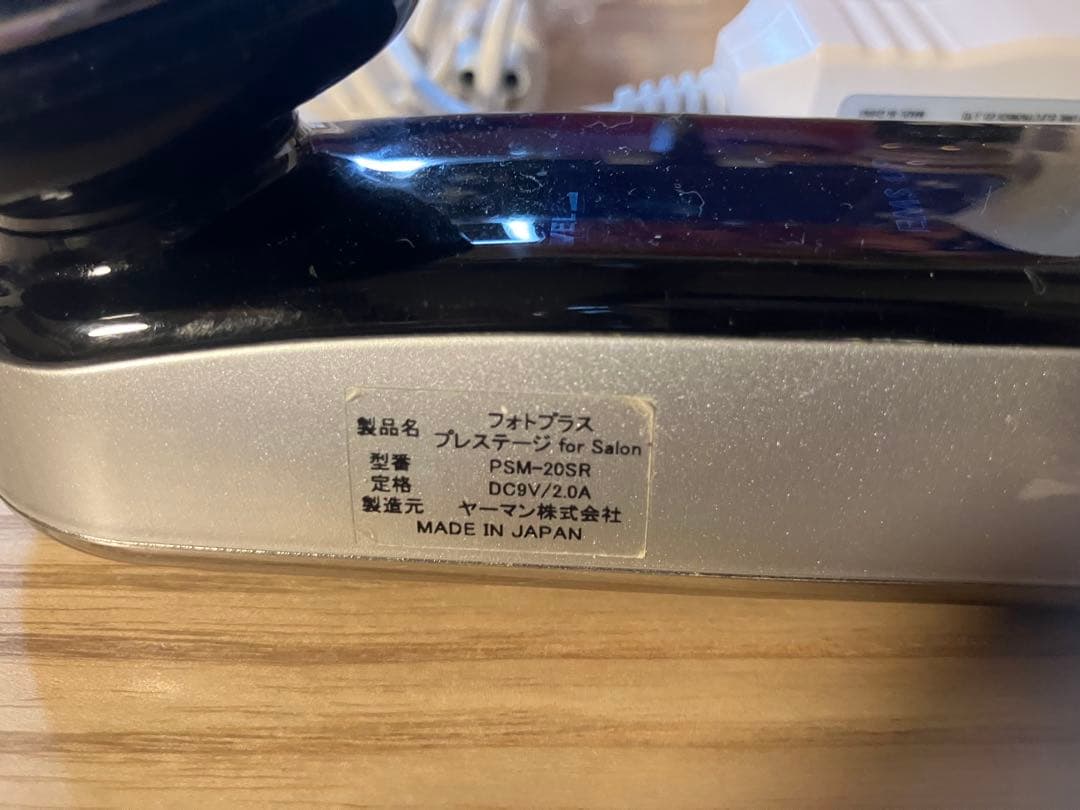 製品名 フォトプラス
プレステージ for Salon
型番 PSM-20SR
定格 DC9V/2.0A
製造元 ヤーマン株式会社
MADE IN JAPAN